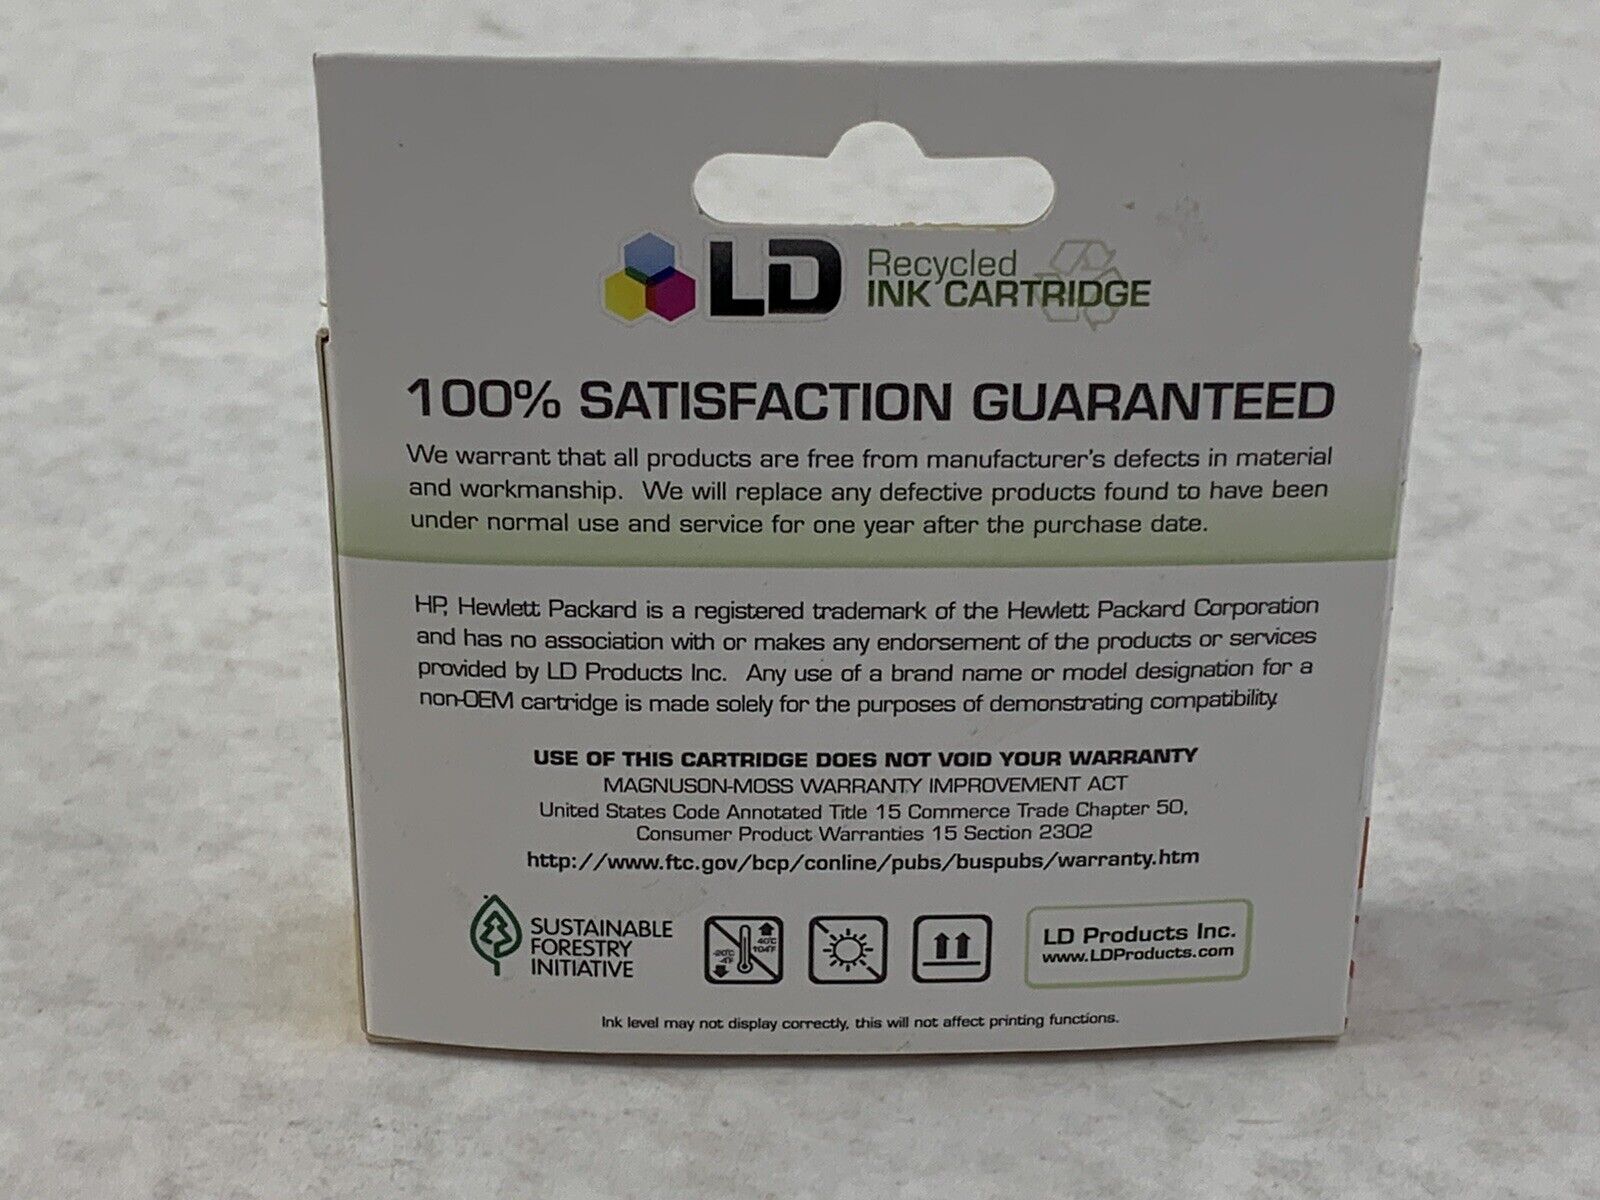 LD Recycled
INK CARTRIDGE
100% SATISFACTION GUARANTEED
We warrant that all products are free from manufacturer's defects in material
and workmanship. We will replace any defective products found to have been
under normal use and service for one year after the purchase date.
HP, Hewlett Packard is a registered trademark of the Hewlett Packard Corporation
and has no association with or makes any endorsement of the products or services
provided by LD Products Inc. Any use of a brand name or model designation for a
non-OEM cartridge is made solely for the purposes of demonstrating compatibility.
USE OF THIS CARTRIDGE DOES NOT VOID YOUR WARRANTY
MAGNUSON-MOSS WARRANTY IMPROVEMENT ACT
United States Code Annotated Title 15 Commerce Trade Chapter 50,
Consumer Product Warranties 15 Section 2302
http://www.ftc.gov/bcp/conline/pubs/buspubs/warranty.htm
SUSTAINABLE
FORESTRY
INITIATIVE
40°C
104°F
-20°C
-4°F
LD Products Inc.
www.LDProducts.com
Ink level may not display correctly, this will not affect printing functions.